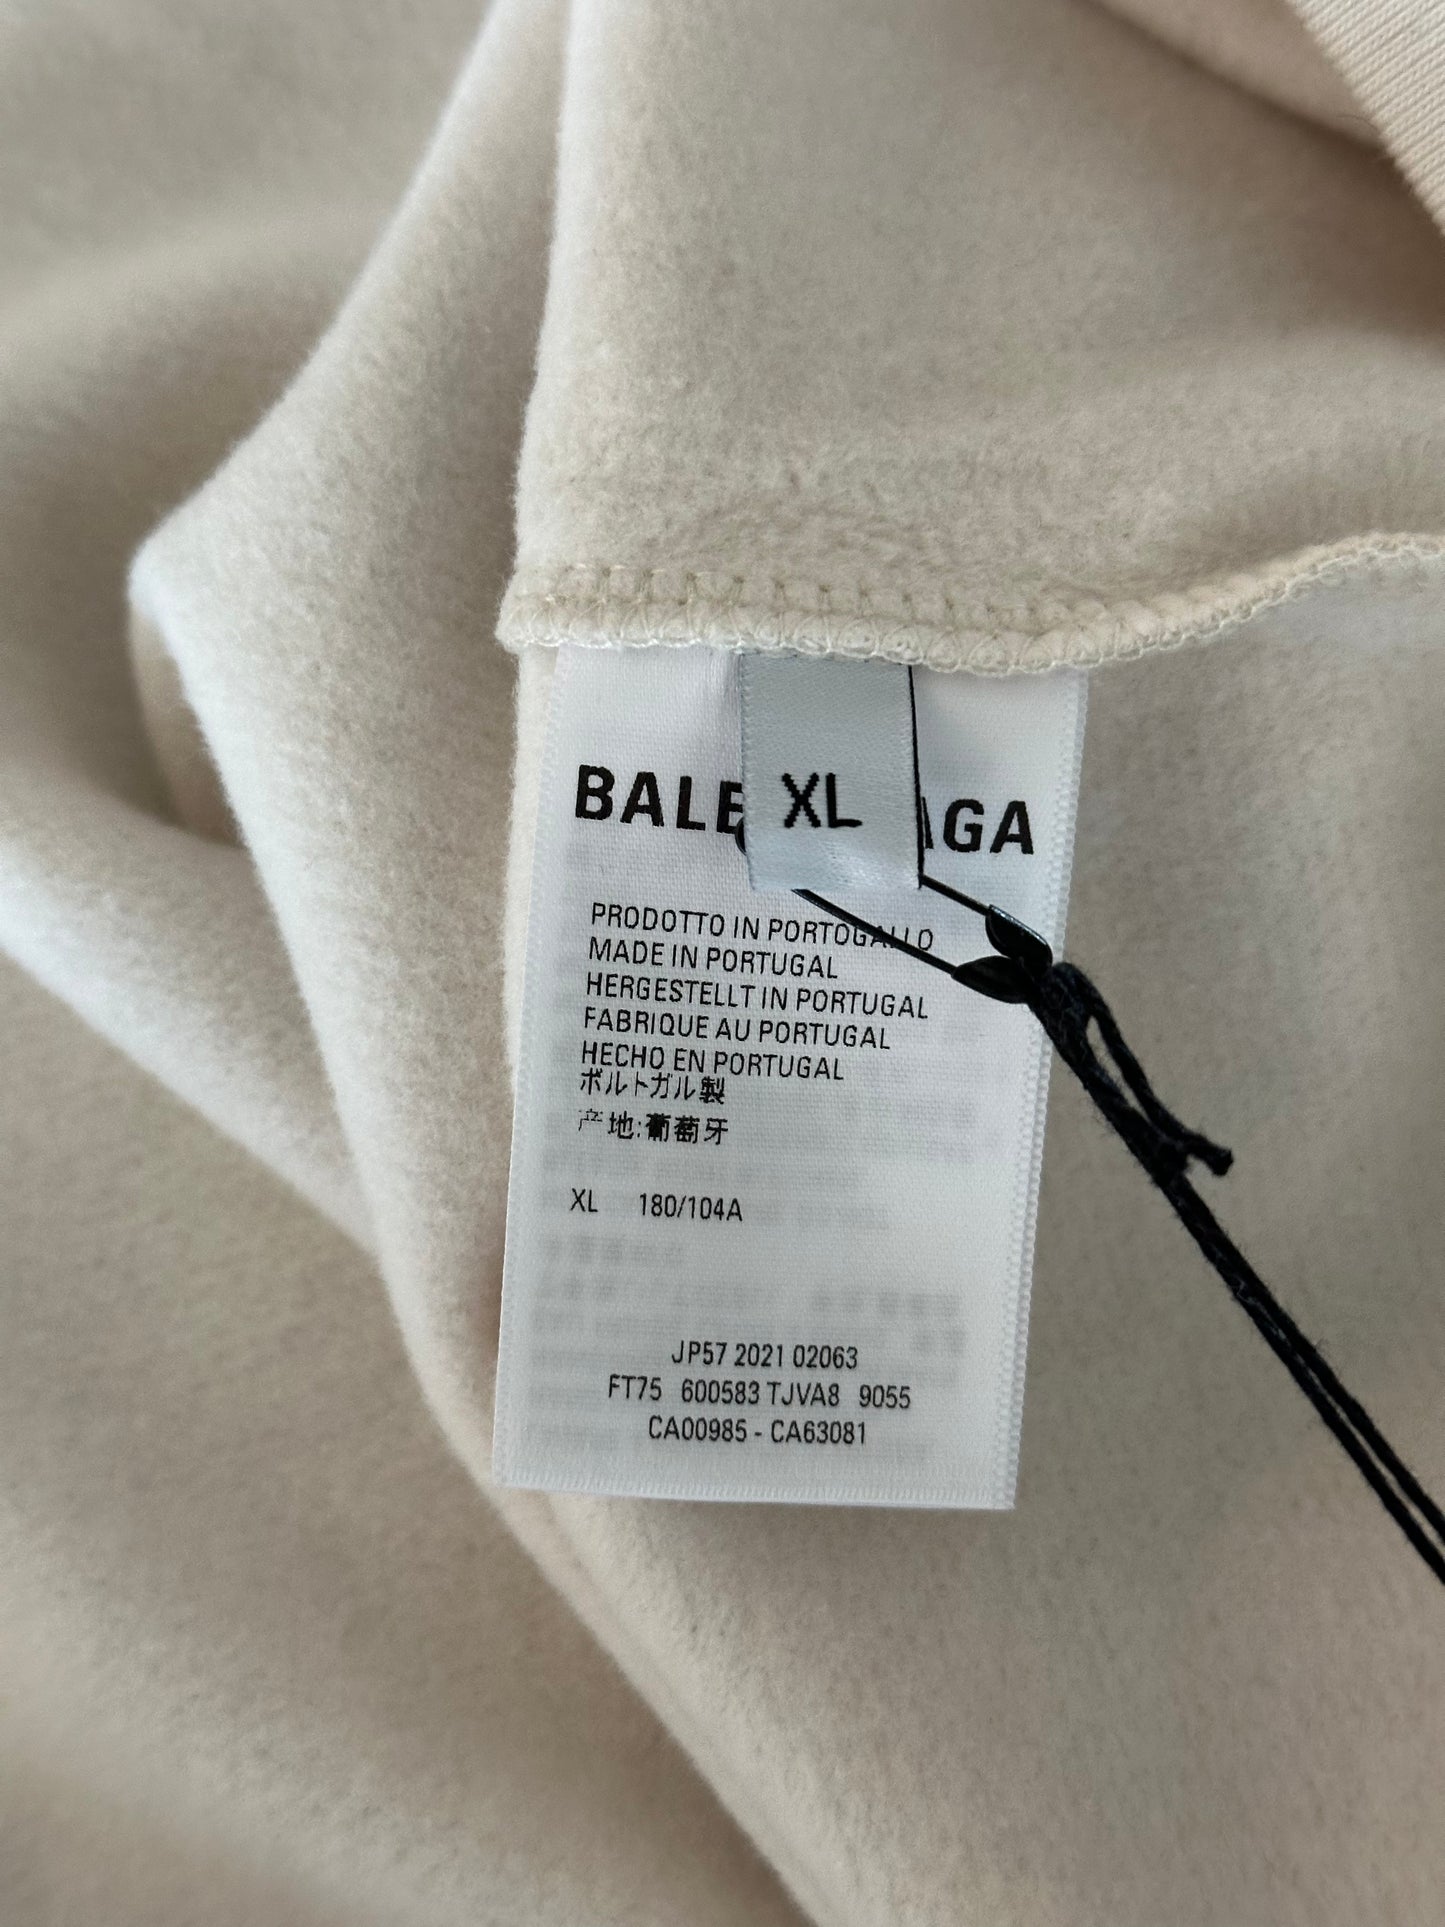 XL
PRODOTTO IN PORTOGALLO
MADE IN PORTUGAL
HERGESTELLT IN PORTUGAL
FABRIQUE AU PORTUGAL
HECHO EN PORTUGAL
ポルトガル製
产地:葡萄牙
XL 180/104A
JP57 2021 02063
FT75 600583 TJVA8 9055
CA00985 - CA63081